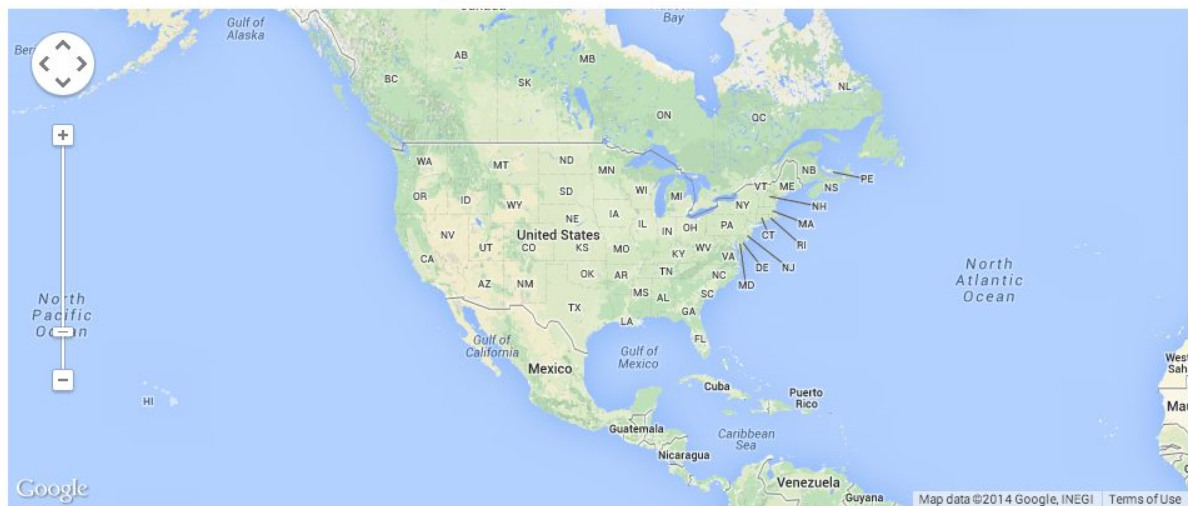 Gulf of
Alaska
Bay
AB
MB
BC
SK
NL
ON
QC
WA
MT
ND
MN
NB
PE
VT
ME
NS
OR
ID
SD
WI
MI
WY
NY
NH
IA
NE
IL
IN
OH
PA
MA
NV
United States
CT
UT
CO
KS
MO
WV
RI
CA
KY
VA
DE
NJ
OK
AR
TN
NC
MD
AZ
NM
MS
AL
SC
TX
GA
LA
FL
North
Pacific
North
Atlantic
Ocean
Gulf of
California
Gulf of
Mexico
Mexico
Cuba
Puerto
Rico
HI
Guatemala
Caribbean
Sea
Nicaragua
Venezuela
Guyana
Google
Map data ©2014 Google, INEGI
Terms of Use